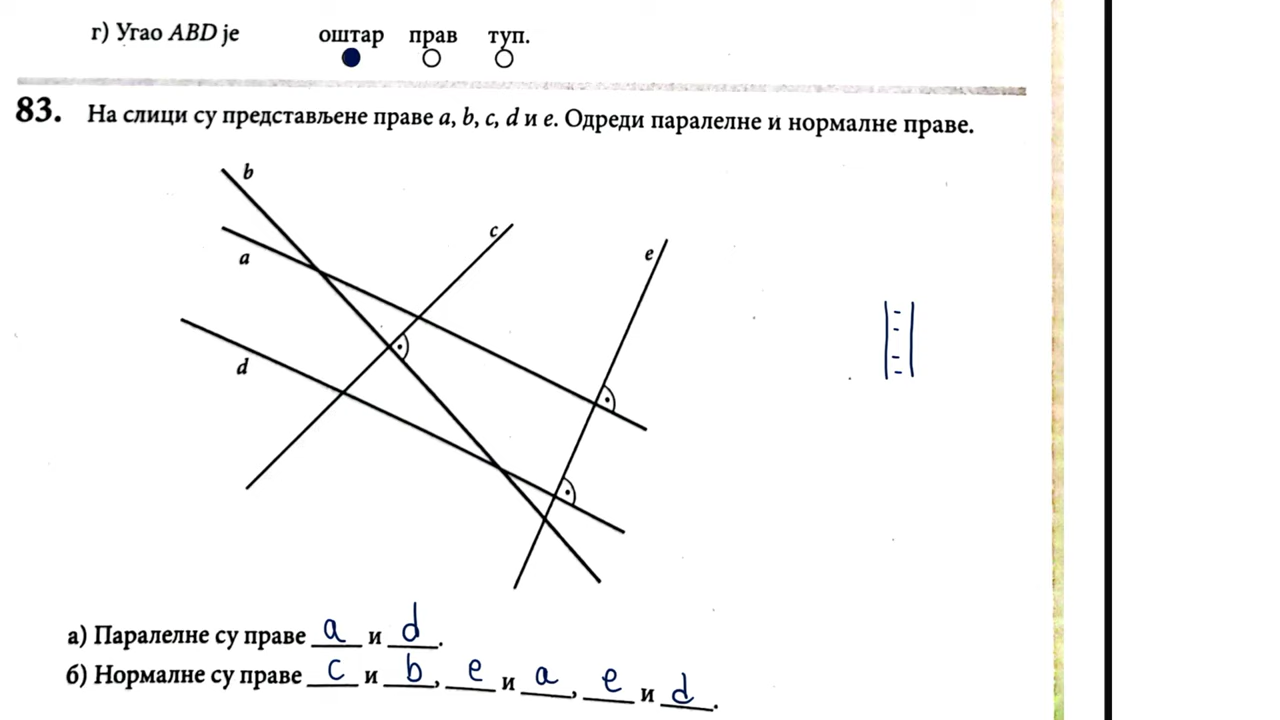 г) Угао ABD је оштар прав туп.
83. На слици су представљене праве a, b, c, d и e. Одреди паралелне и нормалне праве.
b
c
e
a
d
а) Паралелне су праве a и d.
б) Нормалне су праве c и b, e и a, e и d.